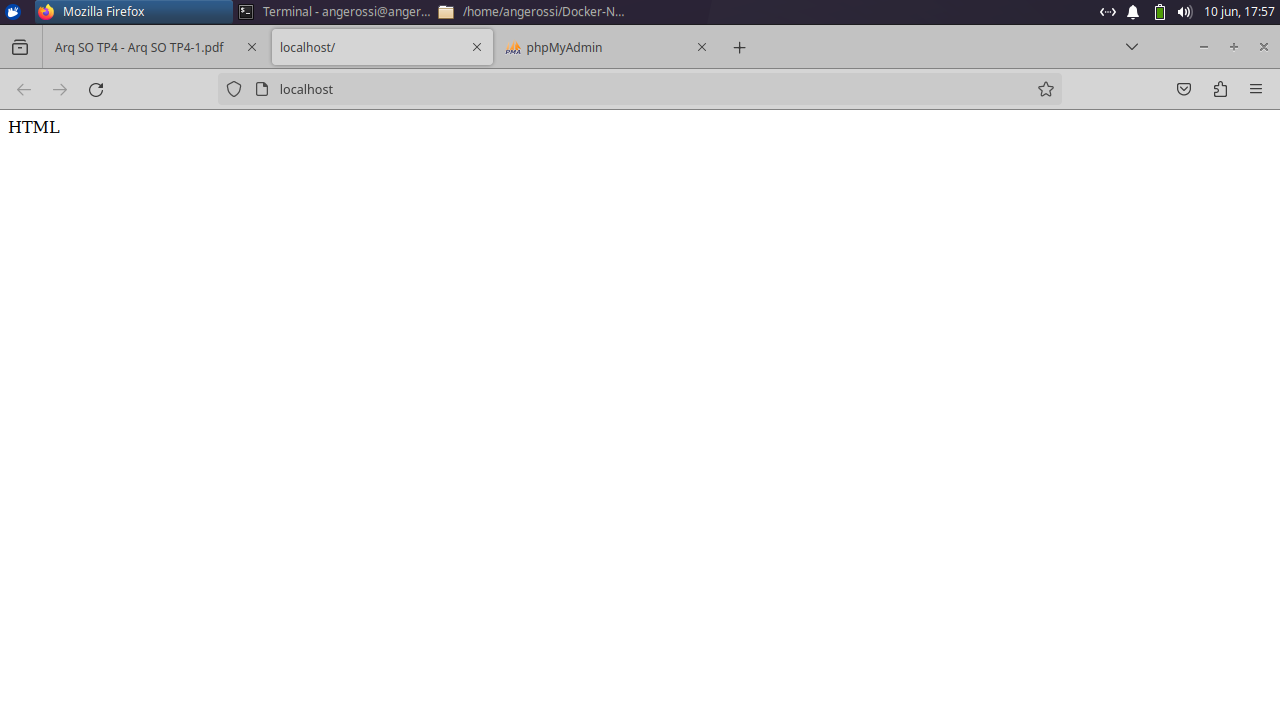 Mozilla Firefox
Terminal - angerossi@anger...
/home/angerossi/Docker-N...
10 jun, 17:57
Arq SO TP4 - Arq SO TP4-1.pdf
localhost/
PMA
phpMyAdmin
localhost
HTML